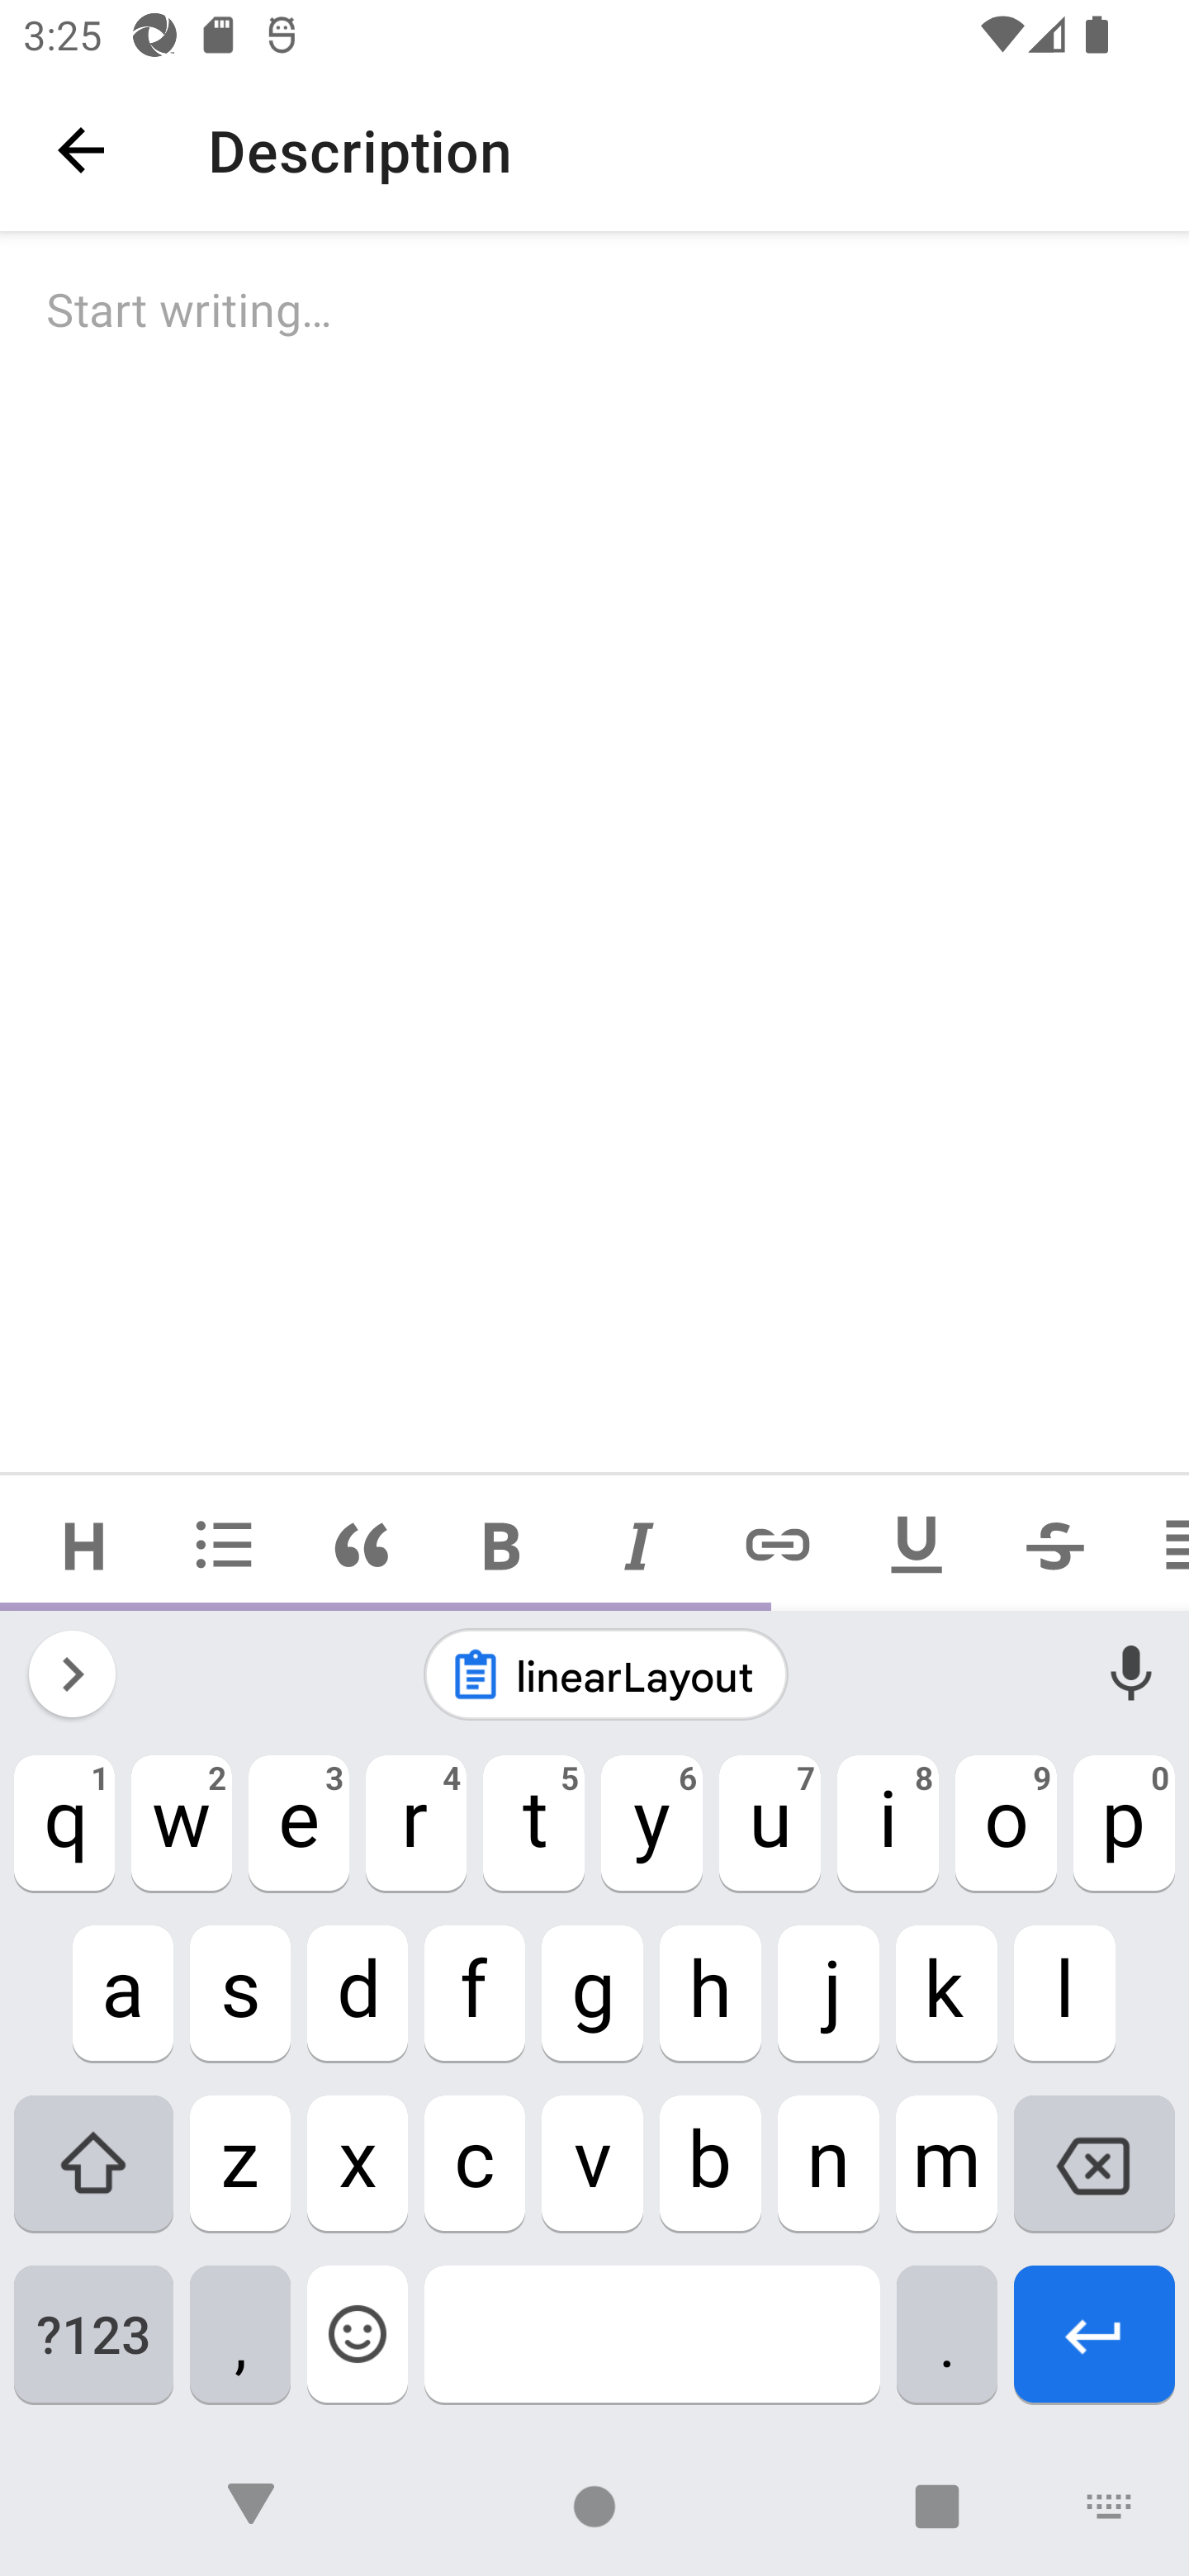 3:25
Description
Start writing…
H B I U S
linearLayout
1 2 3 4 5 6 7 8 9 0
q w e r t y u i o p
a s d f g h j k l
z x c v b n m
?123 , .